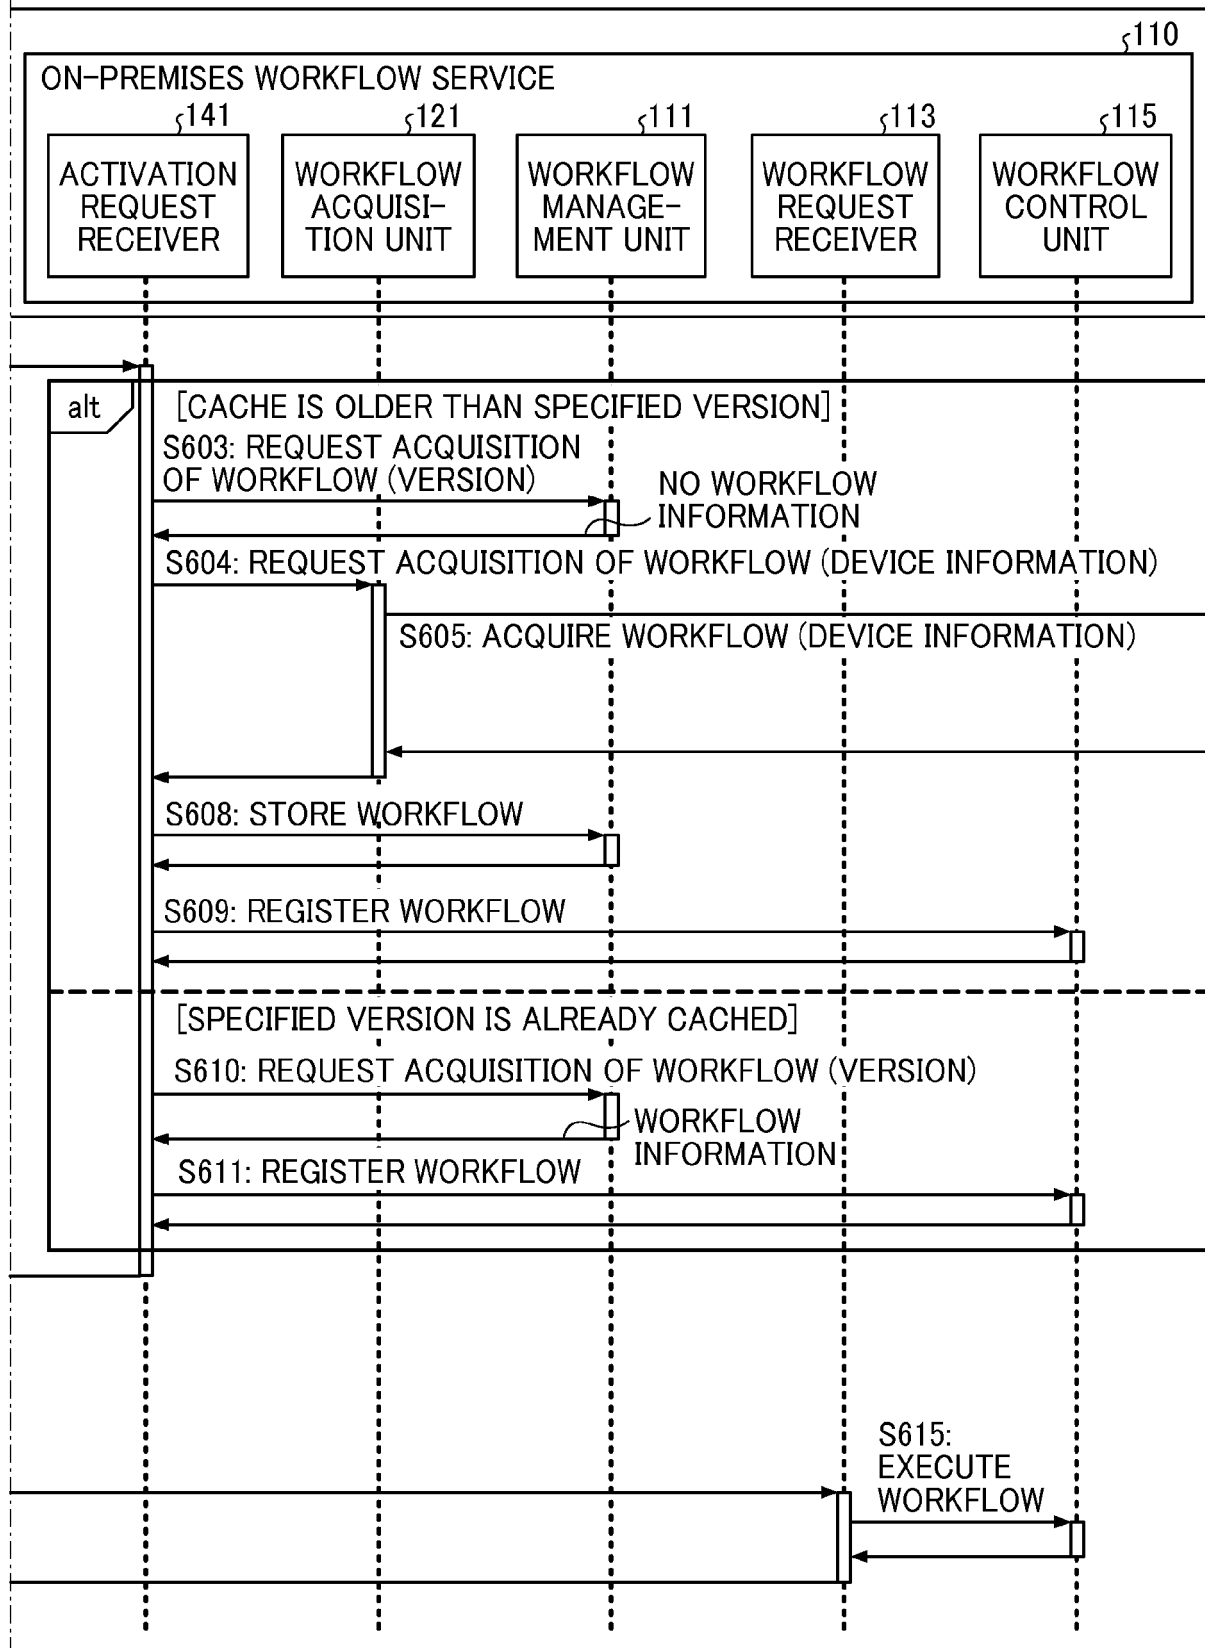 110
ON-PREMISES WORKFLOW SERVICE
141
121
111
113
115
ACTIVATION
REQUEST
RECEIVER
WORKFLOW
ACQUISI-
TION UNIT
WORKFLOW
MANAGE-
MENT UNIT
WORKFLOW
REQUEST
RECEIVER
WORKFLOW
CONTROL
UNIT
alt
[CACHE IS OLDER THAN SPECIFIED VERSION]
S603: REQUEST ACQUISITION
OF WORKFLOW (VERSION)
NO WORKFLOW
INFORMATION
S604: REQUEST ACQUISITION OF WORKFLOW (DEVICE INFORMATION)
S605: ACQUIRE WORKFLOW (DEVICE INFORMATION)
S608: STORE WORKFLOW
S609: REGISTER WORKFLOW
[SPECIFIED VERSION IS ALREADY CACHED]
S610: REQUEST ACQUISITION OF WORKFLOW (VERSION)
WORKFLOW
INFORMATION
S611: REGISTER WORKFLOW
S615:
EXECUTE
WORKFLOW